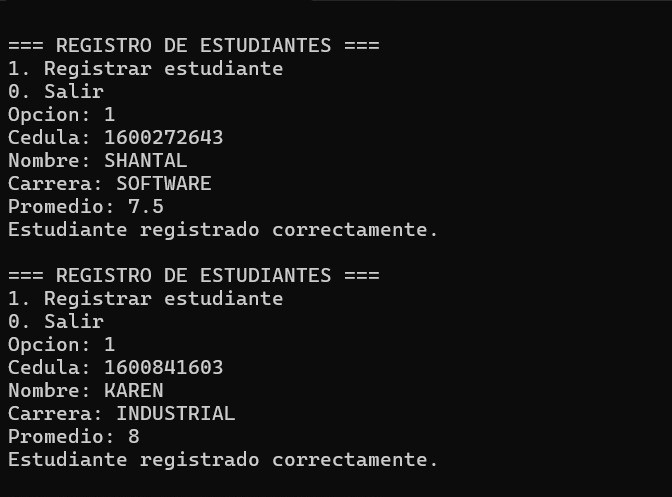 === REGISTRO DE ESTUDIANTES ===
1. Registrar estudiante
0. Salir
Opcion: 1
Cedula: 1600272643
Nombre: SHANTAL
Carrera: SOFTWARE
Promedio: 7.5
Estudiante registrado correctamente.
=== REGISTRO DE ESTUDIANTES ===
1. Registrar estudiante
0. Salir
Opcion: 1
Cedula: 1600841603
Nombre: KAREN
Carrera: INDUSTRIAL
Promedio: 8
Estudiante registrado correctamente.